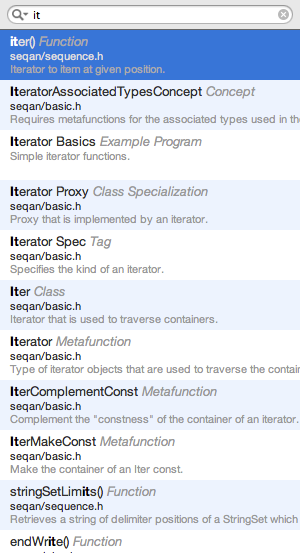 it
iter() Function
seqan/sequence.h
Iterator to item at given position.
IteratorAssociatedTypesConcept Concept
seqan/basic.h
Requires metafunctions for the associated types used in the
Iterator Basics Example Program
Simple iterator functions.
Iterator Proxy Class Specialization
seqan/basic.h
Proxy that is implemented by an iterator.
Iterator Spec Tag
seqan/basic.h
Specifies the kind of an iterator.
Iter Class
seqan/basic.h
Iterator that is used to traverse containers.
Iterator Metafunction
seqan/basic.h
Type of iterator objects that are used to traverse the
IterComplementConst Metafunction
seqan/basic.h
Complement the "constness" of the container of an iterator.
IterMakeConst Metafunction
seqan/basic.h
Make the container of an Iter const.
stringSetLimits() Function
seqan/sequence.h
Retrieves a string of delimiter positions of a StringSet which
endWrite() Function